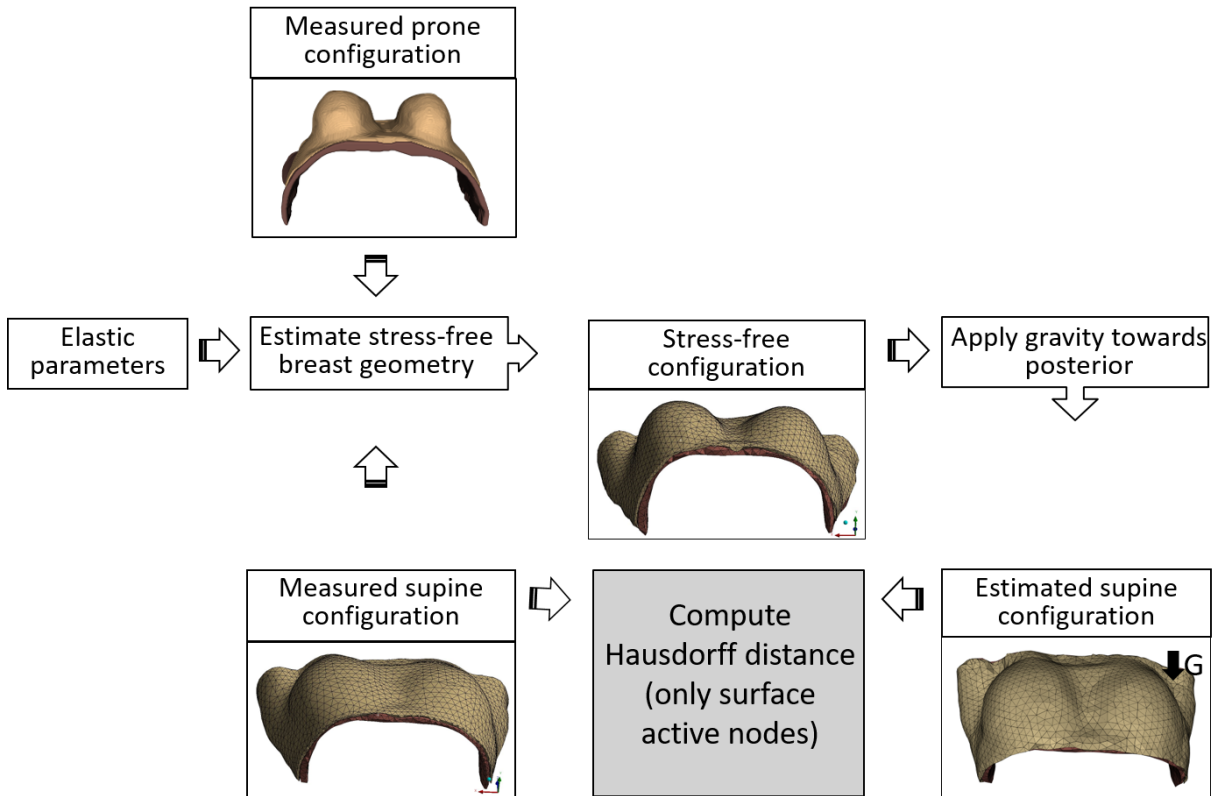 Measured prone
configuration
Elastic
parameters
Estimate stress-free
breast geometry
Stress-free
configuration
Apply gravity towards
posterior
Measured supine
configuration
Compute
Hausdorff distance
(only surface
active nodes)
Estimated supine
configuration
G